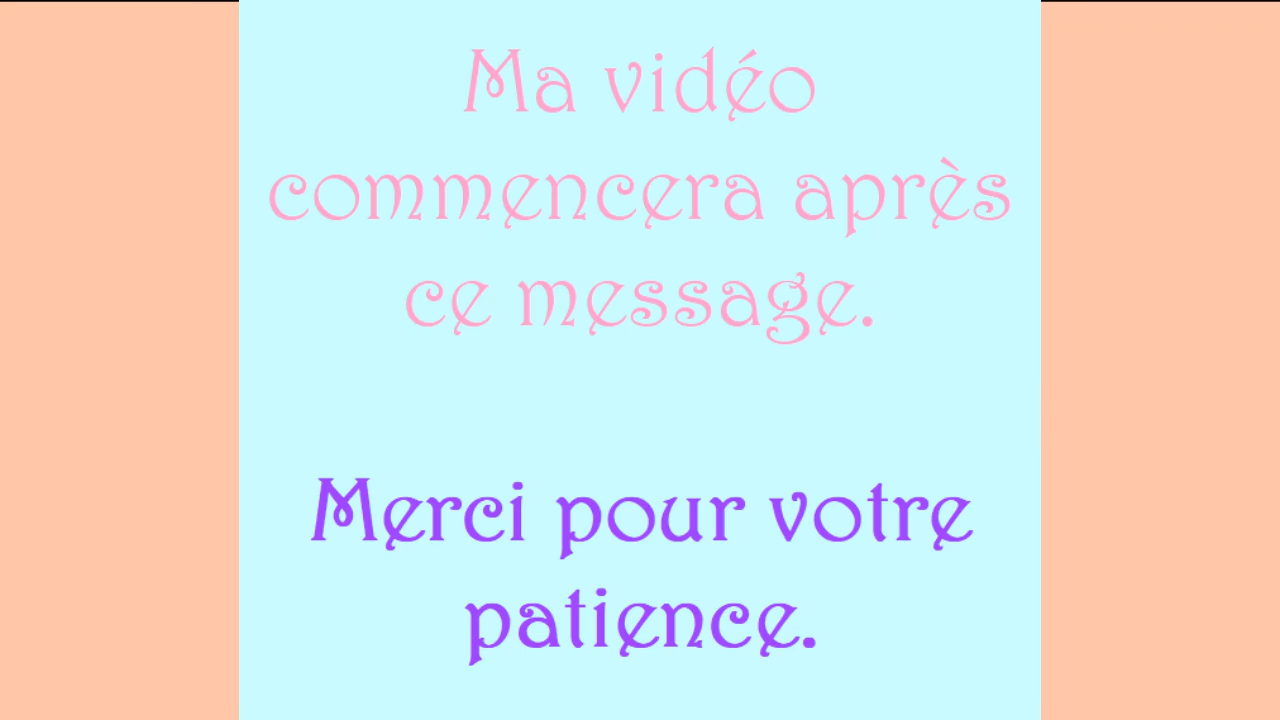 Ma vidéo
commencera après
ce message.
Merci pour votre
patience.